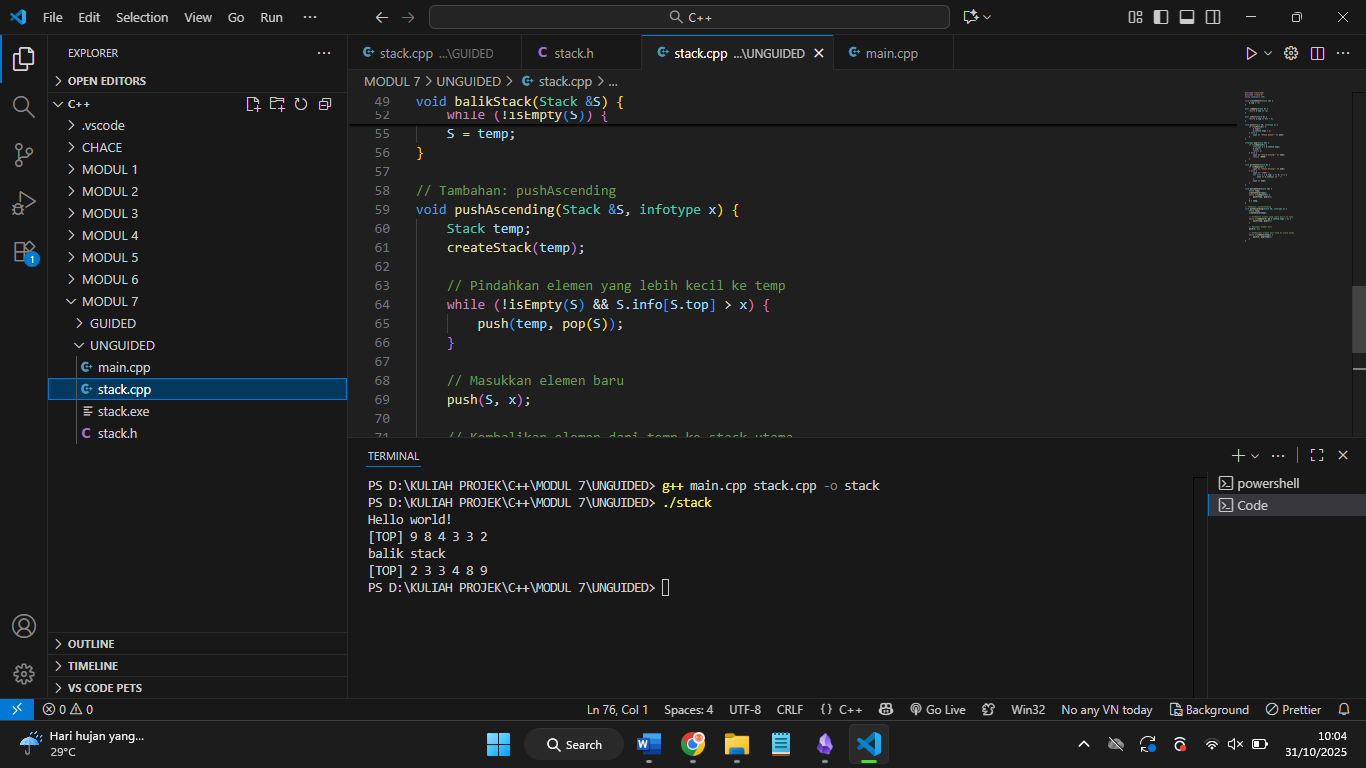 File Edit Selection View Go Run ···
C++
EXPLORER
OPEN EDITORS
C++
.vscode
CHACE
MODUL 1
MODUL 2
MODUL 3
MODUL 4
MODUL 5
MODUL 6
MODUL 7
GUIDED
UNGUIDED
main.cpp
stack.cpp
stack.exe
stack.h
OUTLINE
TIMELINE
VS CODE PETS
stack.cpp ...\GUIDED
stack.h
stack.cpp ...\UNGUIDED
main.cpp
MODUL 7 > UNGUIDED > stack.cpp > ...
49 void balikStack(Stack &S) {
52 while (!isEmpty(S)) {
55 S = temp;
56 }
57
58 // Tambahan: pushAscending
59 void pushAscending(Stack &S, infotype x) {
60 Stack temp;
61 createStack(temp);
62
63 // Pindahkan elemen yang lebih kecil ke temp
64 while (!isEmpty(S) && S.info[S.top] > x) {
65 push(temp, pop(S));
66 }
67
68 // Masukkan elemen baru
69 push(S, x);
70
71 // Kembalikan elemen dari temp ke stack utama
TERMINAL
PS D:\KULIAH PROJEK\C++\MODUL 7\UNGUIDED> g++ main.cpp stack.cpp -o stack
PS D:\KULIAH PROJEK\C++\MODUL 7\UNGUIDED> ./stack
Hello world!
[TOP] 9 8 4 3 3 2
balik stack
[TOP] 2 3 3 4 8 9
PS D:\KULIAH PROJEK\C++\MODUL 7\UNGUIDED>
powershell
Code
0 0 Ln 76, Col 1 Spaces: 4 UTF-8 CRLF {} C++ Go Live Win32 No any VN today Background Prettier
Hari hujan yang...
29°C
Search
10:04
31/10/2025